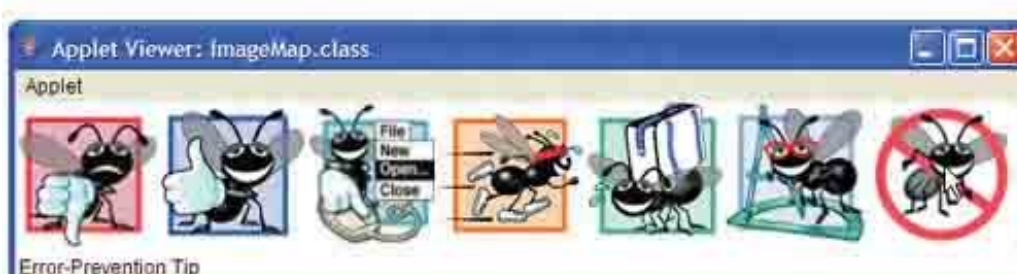 Applet Viewer: ImageMap.class
Applet
File
New
Open...
Close
Error-Prevention Tip